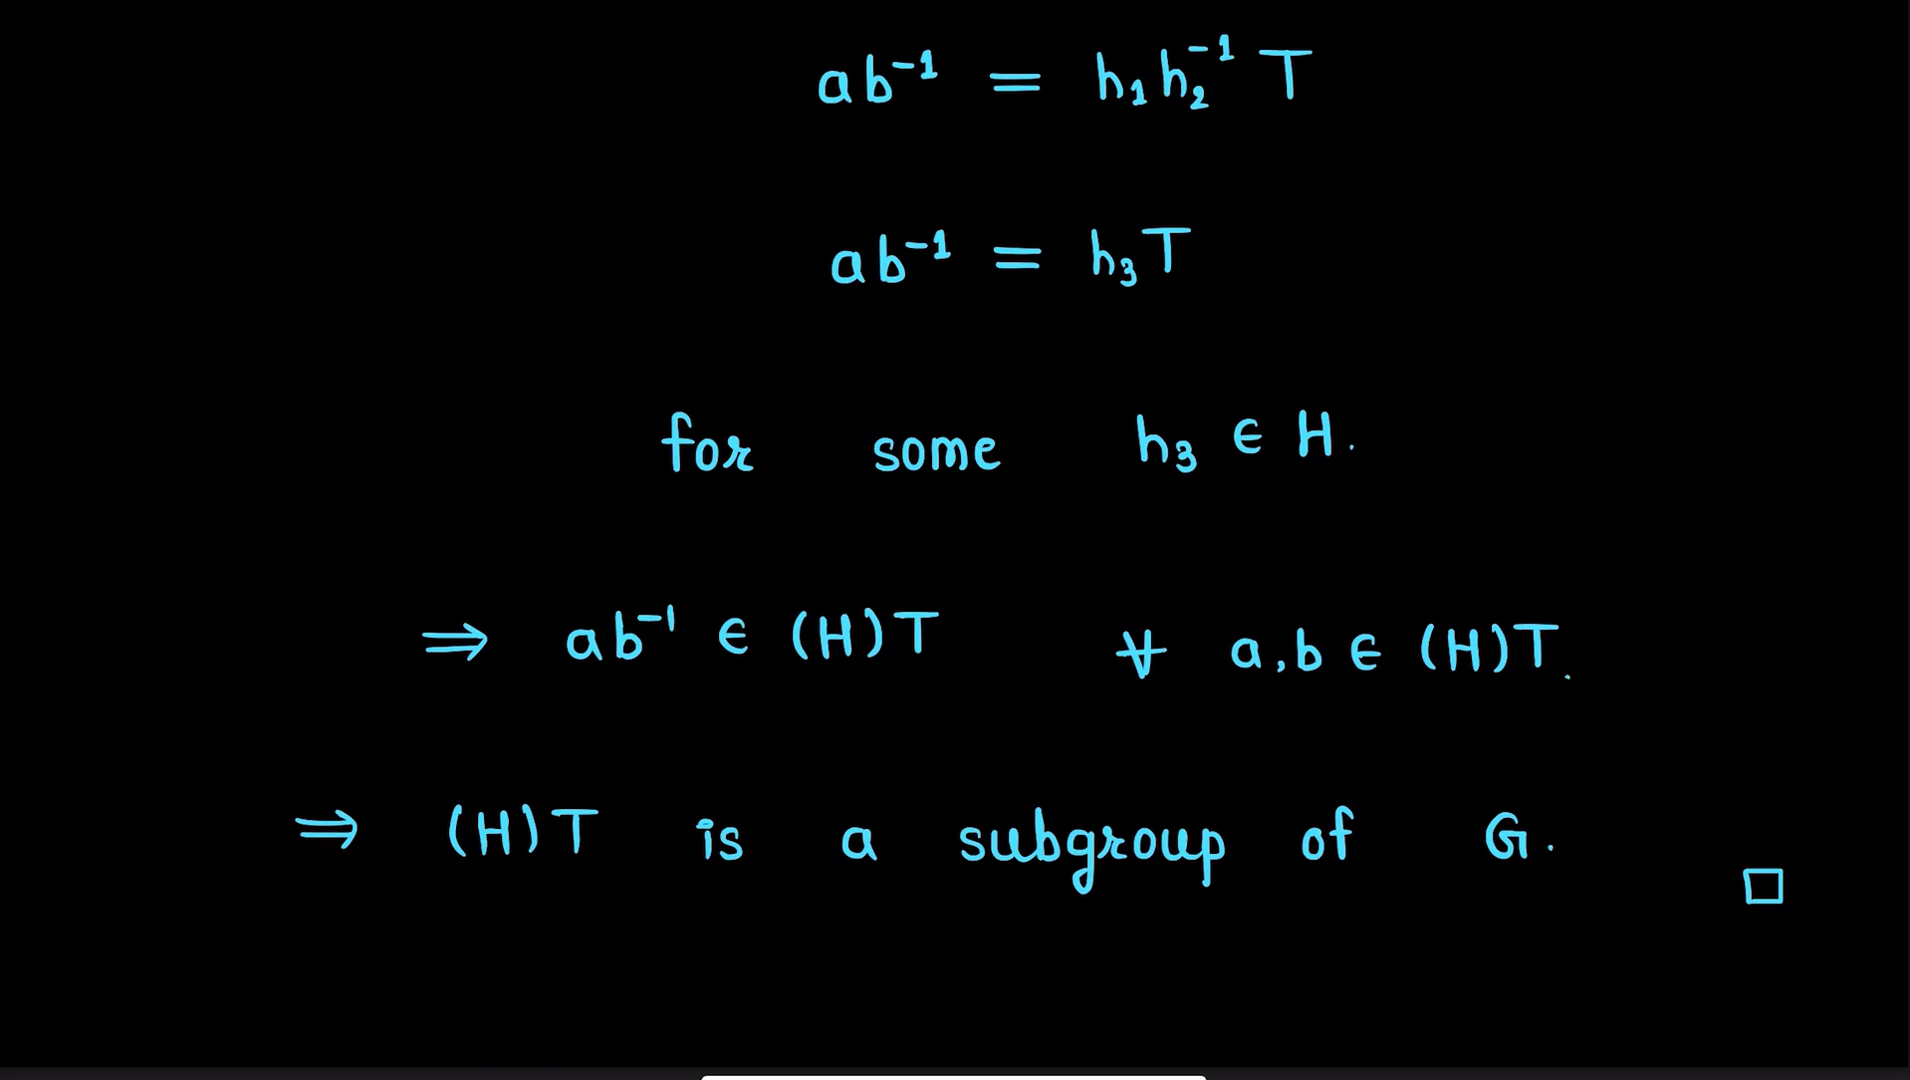 ab⁻¹ = h₁h₂⁻¹ T
ab⁻¹ = h₃T
for some h₃ ∈ H.
⇒ ab⁻¹ ∈ (H)T ∀ a,b ∈ (H)T.
⇒ (H)T is a subgroup of G.
□